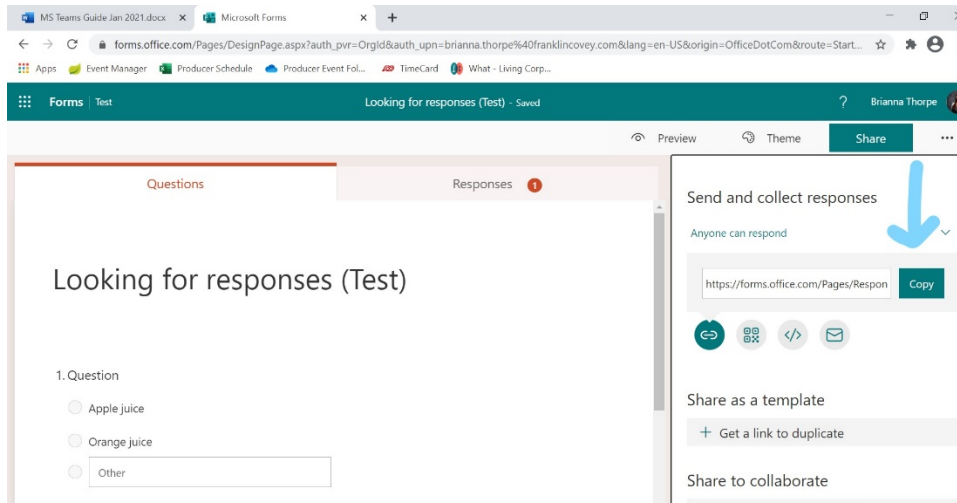 MS Teams Guide Jan 2021.docx × Microsoft Forms × +
forms.office.com/Pages/DesignPage.aspx?auth_pvr=OrgId&auth_upn=brianna.thorpe%40franklincovey.com&lang=en-US&origin=OfficeDotCom&route=Start...
Apps Event Manager Producer Schedule Producer Event Fol... TimeCard What - Living Corp...
Forms | Test Looking for responses (Test) - Saved ? Brianna Thorpe
Preview Theme Share ...
Questions Responses 1
Send and collect responses
Anyone can respond
https://forms.office.com/Pages/Respon Copy
Looking for responses (Test)
1. Question
Apple juice
Orange juice
Other
Share as a template
+ Get a link to duplicate
Share to collaborate